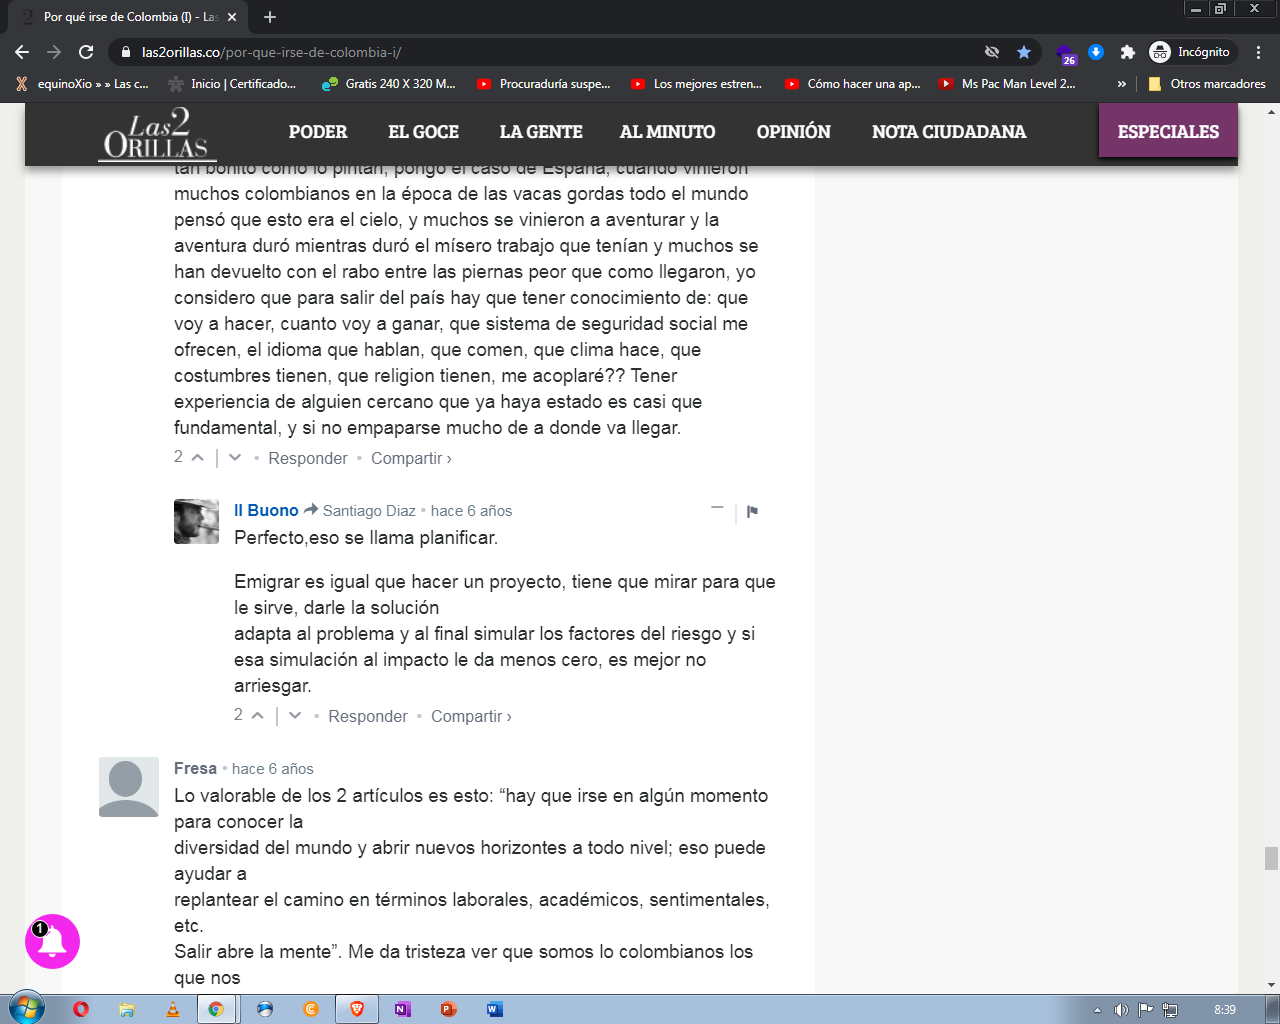 Por qué irse de Colombia (I) - Las
las2orillas.co/por-que-irse-de-colombia-i/
26
Incógnito
equinoXio » » Las c...
Inicio | Certificado...
Gratis 240 X 320 M...
Procuraduría suspe...
Los mejores estren...
Cómo hacer una ap...
Ms Pac Man Level 2...
»
Otros marcadores
Las2
ORILLAS
PODER
EL GOCE
LA GENTE
AL MINUTO
OPINIÓN
NOTA CIUDADANA
ESPECIALES
tan bonito como lo pintan, pongo el caso de España, cuando vinieron
muchos colombianos en la época de las vacas gordas todo el mundo
pensó que esto era el cielo, y muchos se vinieron a aventurar y la
aventura duró mientras duró el mísero trabajo que tenían y muchos se
han devuelto con el rabo entre las piernas peor que como llegaron, yo
considero que para salir del país hay que tener conocimiento de: que
voy a hacer, cuanto voy a ganar, que sistema de seguridad social me
ofrecen, el idioma que hablan, que comen, que clima hace, que
costumbres tienen, que religion tienen, me acoplaré?? Tener
experiencia de alguien cercano que ya haya estado es casi que
fundamental, y si no empaparse mucho de a donde va llegar.
2 • Responder • Compartir ›
Il Buono Santiago Diaz • hace 6 años
Perfecto,eso se llama planificar.
Emigrar es igual que hacer un proyecto, tiene que mirar para que
le sirve, darle la solución
adapta al problema y al final simular los factores del riesgo y si
esa simulación al impacto le da menos cero, es mejor no
arriesgar.
2 • Responder • Compartir ›
Fresa • hace 6 años
Lo valorable de los 2 artículos es esto: “hay que irse en algún momento
para conocer la
diversidad del mundo y abrir nuevos horizontes a todo nivel; eso puede
ayudar a
replantear el camino en términos laborales, académicos, sentimentales,
etc.
Salir abre la mente”. Me da tristeza ver que somos lo colombianos los
que nos
1
8:39